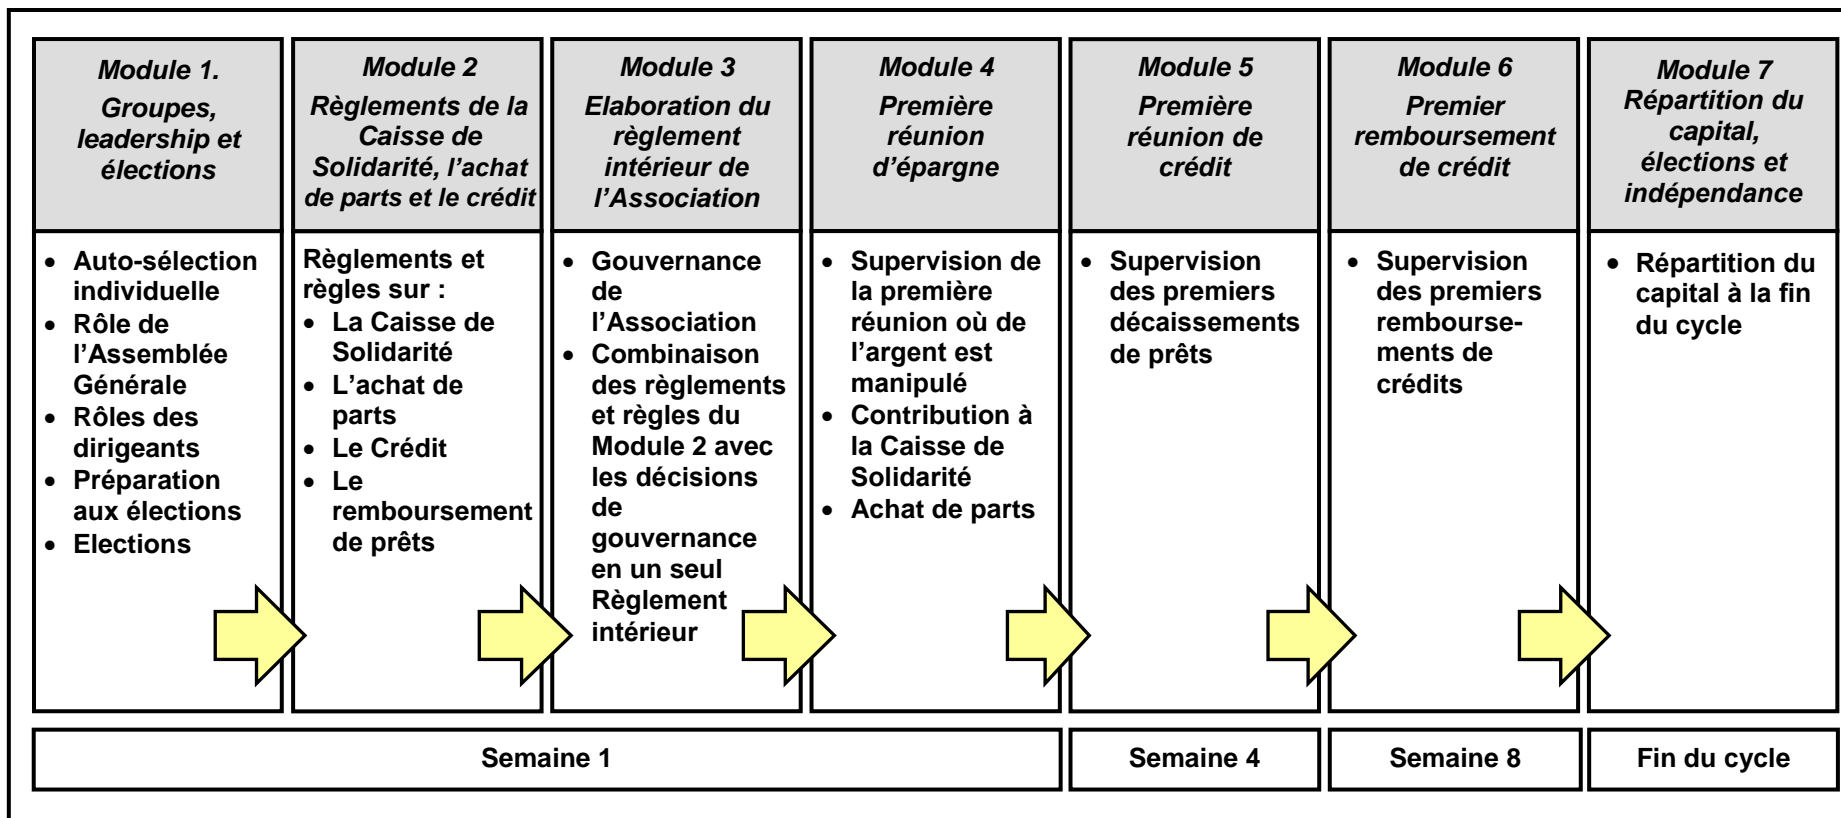 Module 1.
Groupes,
leadership et
élections
Module 2
Règlements de la
Caisse de
Solidarité, l’achat
de parts et le crédit
Module 3
Elaboration du
règlement
intérieur de
l’Association
Module 4
Première
réunion
d’épargne
Module 5
Première
réunion de
crédit
Module 6
Premier
remboursement
de crédit
Module 7
Répartition du
capital,
élections et
indépendance
• Auto-sélection
individuelle
• Rôle de
l’Assemblée
Générale
• Rôles des
dirigeants
• Préparation
aux élections
• Elections
Règlements et
règles sur :
• La Caisse de
Solidarité
• L’achat de
parts
• Le Crédit
• Le
remboursement
de prêts
• Gouvernance
de
l’Association
• Combinaison
des règlements
et règles du
Module 2 avec
les décisions
de
gouvernance
en un seul
Règlement
intérieur
• Supervision de
la première
réunion où de
l’argent est
manipulé
• Contribution à
la Caisse de
Solidarité
• Achat de parts
• Supervision
des premiers
décaissements
de prêts
• Supervision
des premiers
rembourse-
ments de
crédits
• Répartition du
capital à la fin
du cycle
Semaine 1
Semaine 4
Semaine 8
Fin du cycle